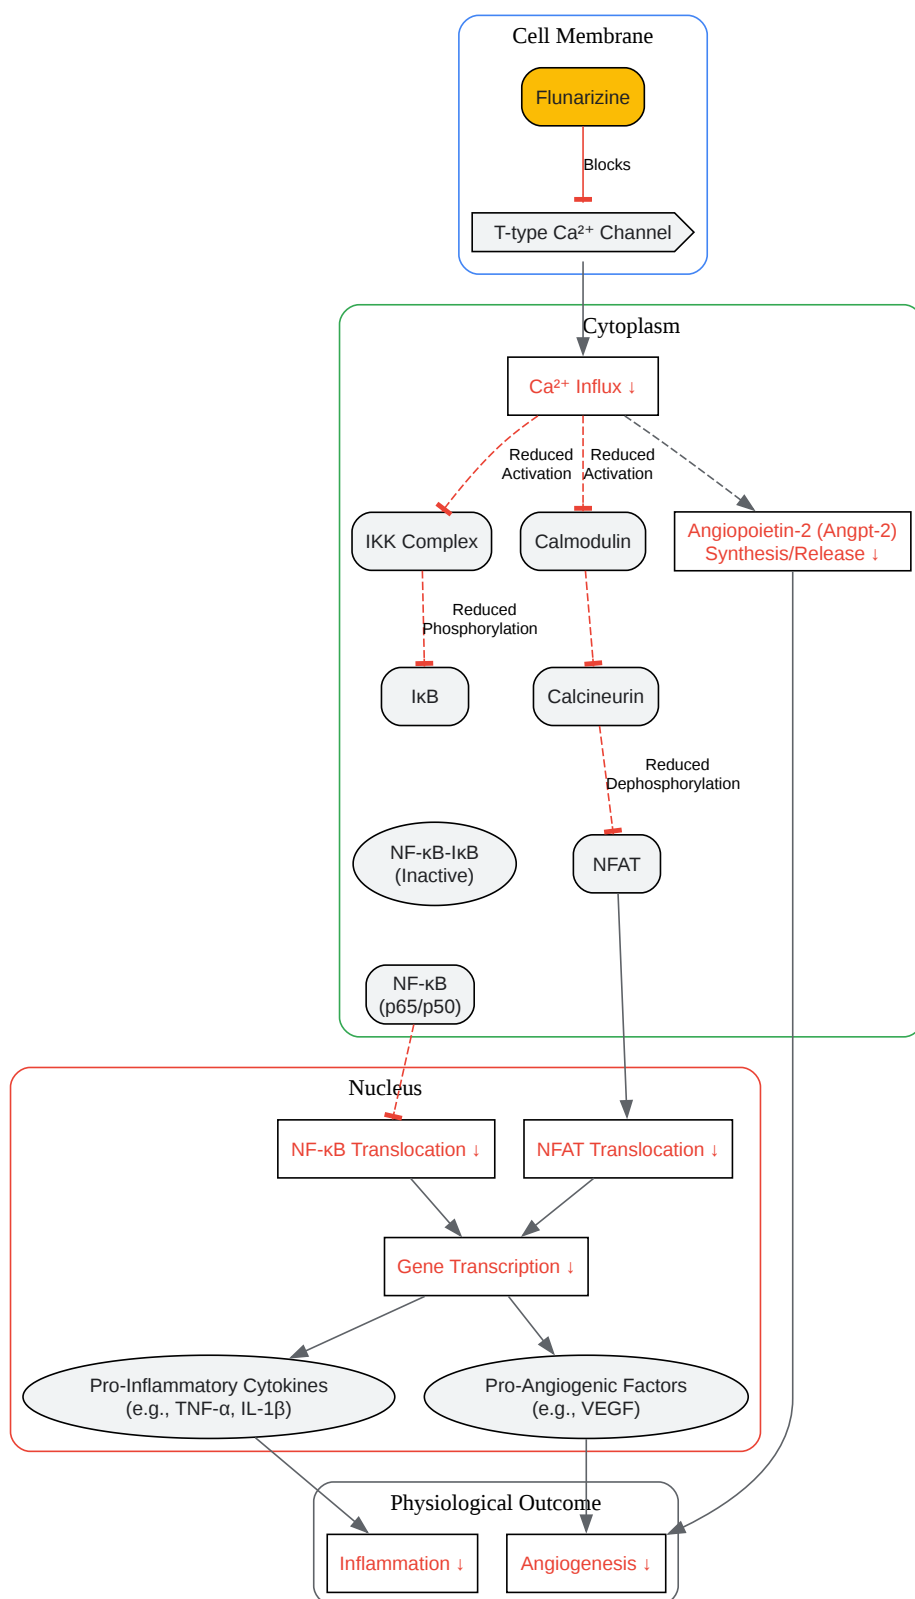 Cell Membrane
Flunarizine
Blocks
T-type Ca²⁺ Channel
Cytoplasm
Ca²⁺ Influx ↓
Reduced
Activation
Reduced
Activation
IKK Complex
Calmodulin
Angiopoietin-2 (Angpt-2)
Synthesis/Release ↓
Reduced
Phosphorylation
IκB
Calcineurin
Reduced
Dephosphorylation
NF-κB-IκB
(Inactive)
NFAT
NF-κB
(p65/p50)
Nucleus
NF-κB Translocation ↓
NFAT Translocation ↓
Gene Transcription ↓
Pro-Inflammatory Cytokines
(e.g., TNF-α, IL-1β)
Pro-Angiogenic Factors
(e.g., VEGF)
Physiological Outcome
Inflammation ↓
Angiogenesis ↓